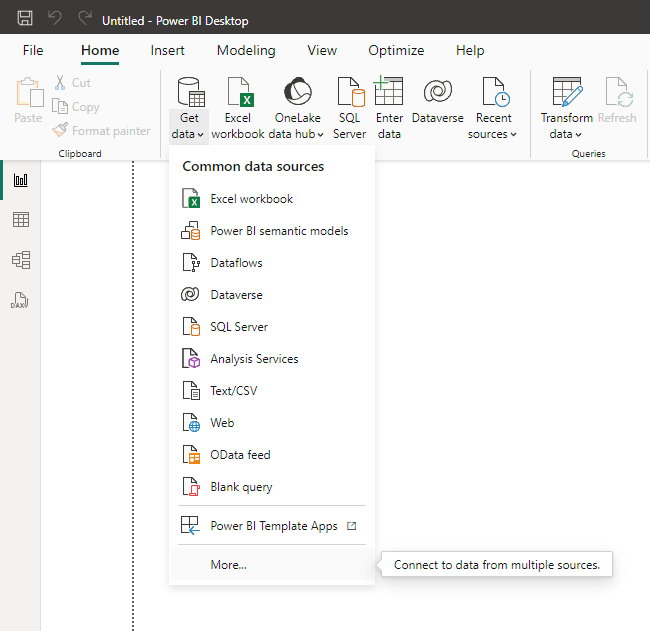 Untitled - Power BI Desktop
File Home Insert Modeling View Optimize Help
Paste
Cut
Copy
Format painter
Clipboard
Get data
Excel workbook
OneLake data hub
SQL Server
Enter data
Dataverse
Recent sources
Transform data
Refresh
Queries
Common data sources
Excel workbook
Power BI semantic models
Dataflows
Dataverse
SQL Server
Analysis Services
Text/CSV
Web
OData feed
Blank query
Power BI Template Apps
More...
Connect to data from multiple sources.
DAX